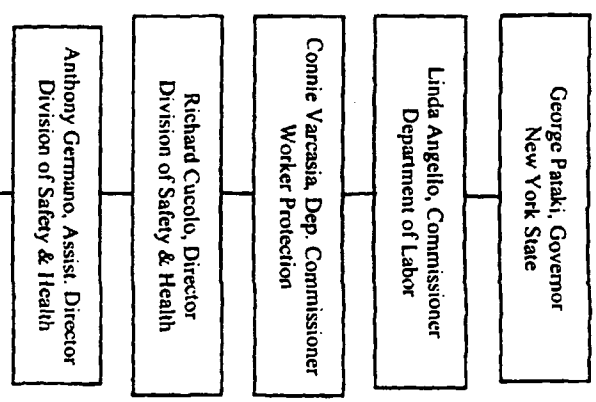 George Pataki, Governor
New York State
Linda Angello, Commissioner
Department of Labor
Connie Varcasia, Dep. Commissioner
Worker Protection
Richard Cucolo, Director
Division of Safety & Health
Anthony Germano, Assist. Director
Division of Safety & Health